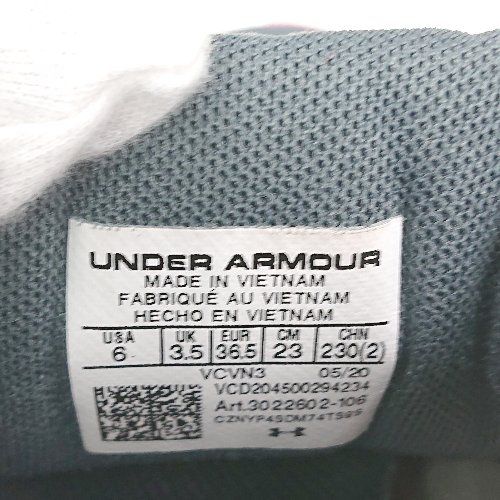 UNDER ARMOUR
MADE IN VIETNAM
FABRIQUÉ AU VIETNAM
HECHO EN VIETNAM
USA UK EUR CM CHN
6 3.5 36.5 23 230(2)
VCVN3 05/20
VCD204500294234
Art.3022602-106